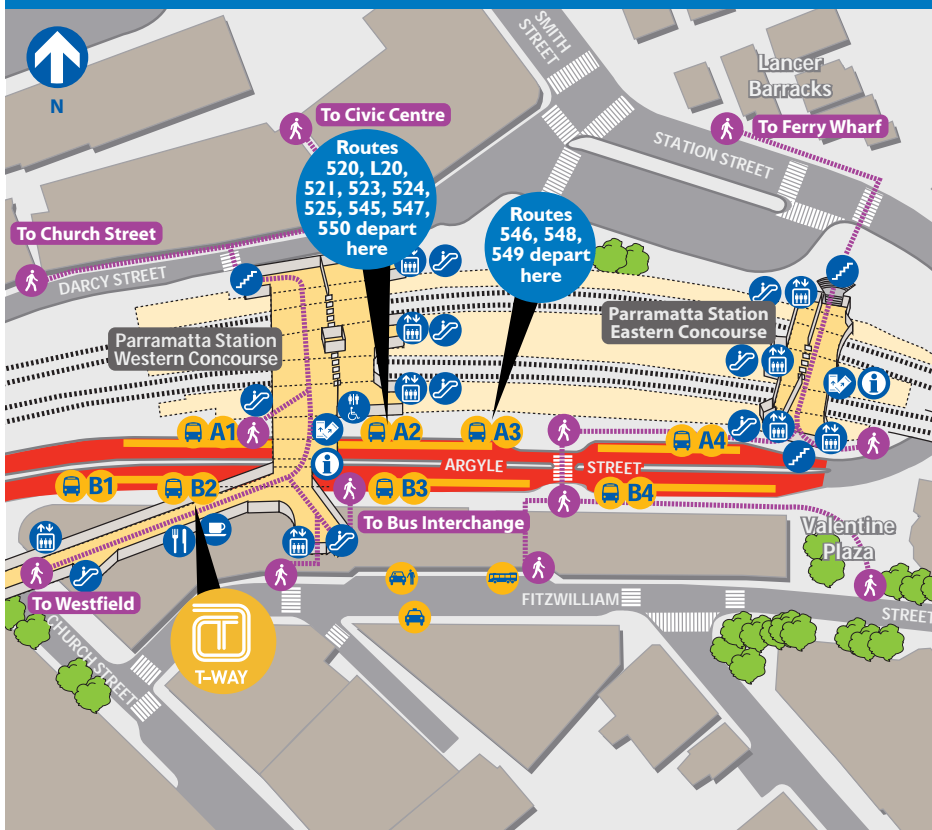 SMITH
STREET
Lancer
Barracks
N
To Civic Centre
To Ferry Wharf
STATION STREET
Routes
520, L20,
521, 523, 524,
525, 545, 547,
550 depart
here
Routes
546, 548,
549 depart
here
To Church Street
DARCY STREET
Parramatta Station
Western Concourse
Parramatta Station
Eastern Concourse
A1
A2
A3
A4
ARGYLE STREET
B1
B2
B3
B4
To Bus Interchange
Valentine
Plaza
To Westfield
FITZWILLIAM STREET
CHURCH STREET
T
T-WAY